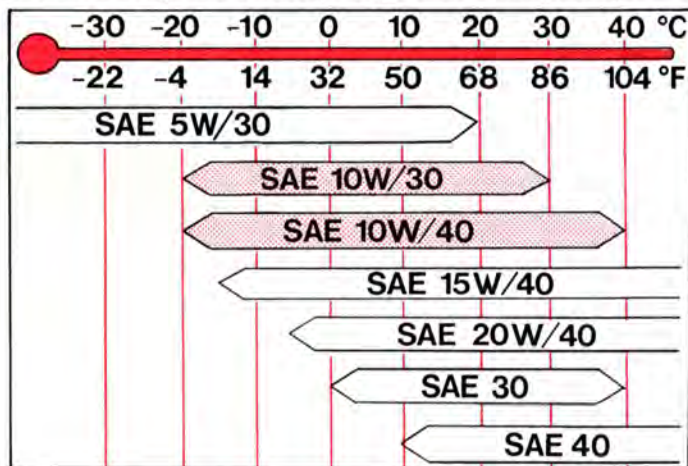 −30 −20 −10 0 10 20 30 40 °C
−22 −4 14 32 50 68 86 104 °F
SAE 5W/30
SAE 10W/30
SAE 10W/40
SAE 15W/40
SAE 20W/40
SAE 30
SAE 40